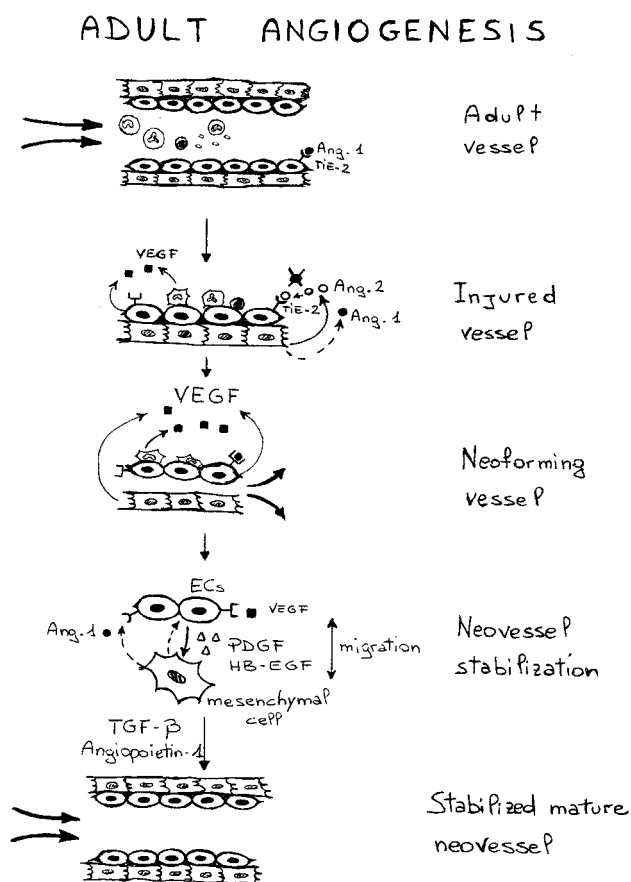 ADULT ANGIOGENESIS
Adult
vessel
Ang.1
TiE-2
VEGF
Ang.2
TiE-2
Ang.1
Injured
vessel
VEGF
Neoforming
vessel
ECs
VEGF
Ang.1
PDGF
HB-EGF
migration
mesenchymal
cell
Neovessel
stabilization
TGF-β
Angiopoietin-1
Stabilized mature
neovessel